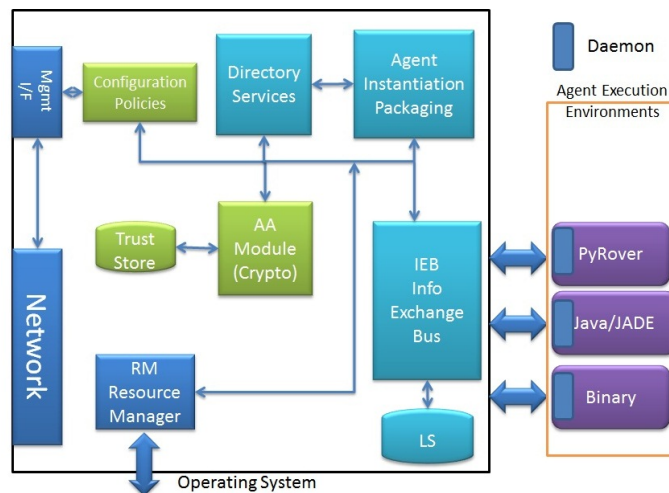 Mgmt
I/F
Configuration
Policies
Directory
Services
Agent
Instantiation
Packaging
Daemon
Agent Execution
Environments
Trust
Store
AA
Module
(Crypto)
IEB
Info
Exchange
Bus
PyRover
Java/JADE
Binary
Network
RM
Resource
Manager
LS
Operating System